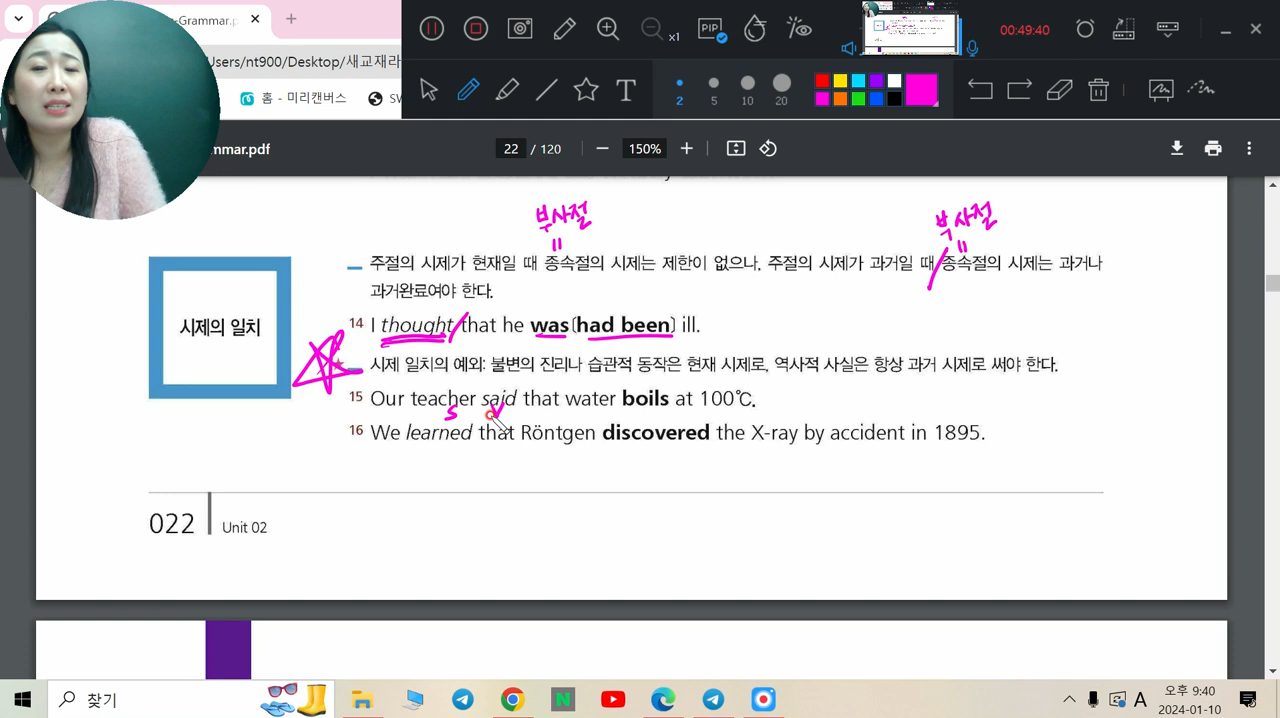 Grammar.p
00:49:40
x1
PIP
ers/nt900/Desktop/새교재라
홈 - 미리캔버스
SV
T
2
5
10
20
mmar.pdf
22 / 120
150%
부사절
부사절
주절의 시제가 현재일 때 종속절의 시제는 제한이 없으나, 주절의 시제가 과거일 때 종속절의 시제는 과거나
과거완료여야 한다.
시제의 일치
14 I thought that he was(had been) ill.
시제 일치의 예외: 불변의 진리나 습관적 동작은 현재 시제로, 역사적 사실은 항상 과거 시제로 써야 한다.
15 Our teacher said that water boils at 100℃.
S V
16 We learned that Röntgen discovered the X-ray by accident in 1895.
022 Unit 02
찾기
N
A
오후 9:40
2024-01-10